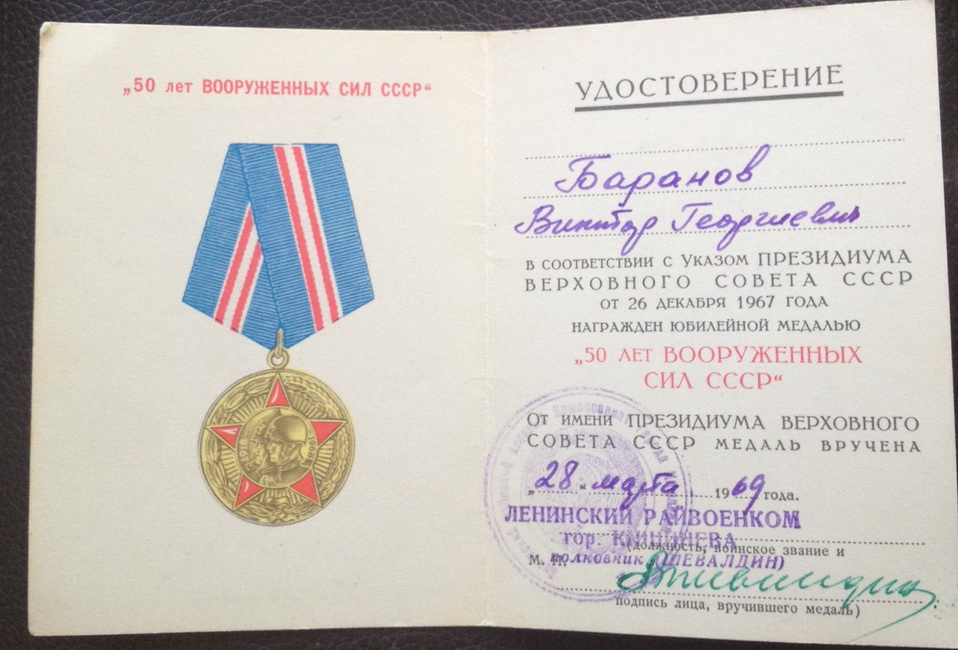 „50 лет ВООРУЖЕННЫХ СИЛ СССР“
УДОСТОВЕРЕНИЕ
Баранов
Виктор Георгиевич
В СООТВЕТСТВИИ С УКАЗОМ ПРЕЗИДИУМА
ВЕРХОВНОГО СОВЕТА СССР
ОТ 26 ДЕКАБРЯ 1967 ГОДА
НАГРАЖДЕН ЮБИЛЕЙНОЙ МЕДАЛЬЮ
„50 ЛЕТ ВООРУЖЕННЫХ
СИЛ СССР“
ОТ ИМЕНИ ПРЕЗИДИУМА ВЕРХОВНОГО
СОВЕТА СССР МЕДАЛЬ ВРУЧЕНА
„28“ марта 1969 года.
ЛЕНИНСКИЙ РАЙВОЕНКОМ
гор. КИШИНЕВА
(должность, воинское звание и
М. П.
полковник (ШЕВАЛДИН)
подпись лица, вручившего медаль)